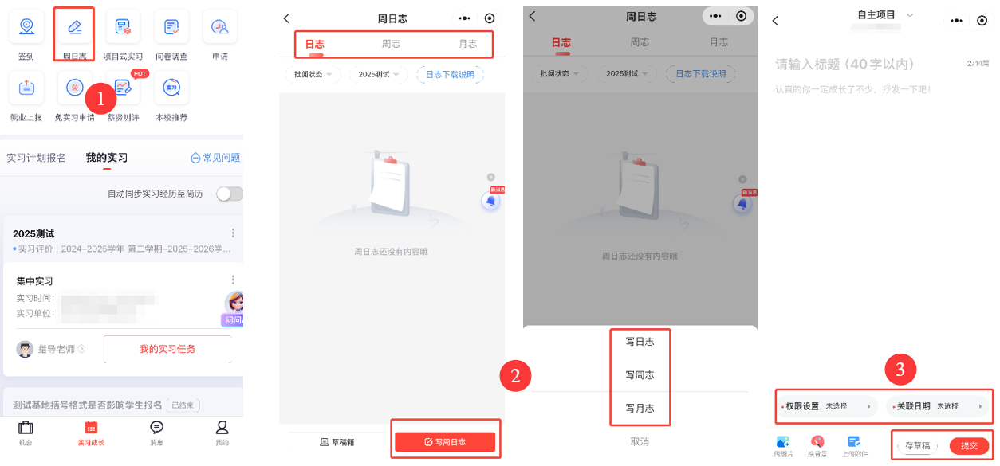 签到
周日志
项目式实习
问卷调查
申请
HOT
就业上报
免实习申请
薪资测评
本校推荐
实习
1
实习计划报名
我的实习
常见问题
自动同步实习经历至简历
2025测试
实习评价 | 2024-2025学年 第二学期-2025-2026学...
集中实习
实习时间:
实习单位:
问问
指导老师
我的实习任务
测试基地括号格式是否影响学生报名
已结束
机会
实习成长
消息
我的
周日志
日志
周志
月志
批阅状态
2025测试
日志下载说明
新消息
周日志还没有内容哦
草稿箱
写周日志
2
周日志
日志
周志
月志
批阅状态
2025测试
日志下载说明
新消息
周日志还没有内容哦
写日志
写周志
写月志
取消
自主项目
请输入标题（40字以内）
2/14篇
认真的你一定成长了不少，抒发一下吧!
3
*权限设置 未选择
*关联日期 未选择
传图片
换背景
上传附件
存草稿
提交